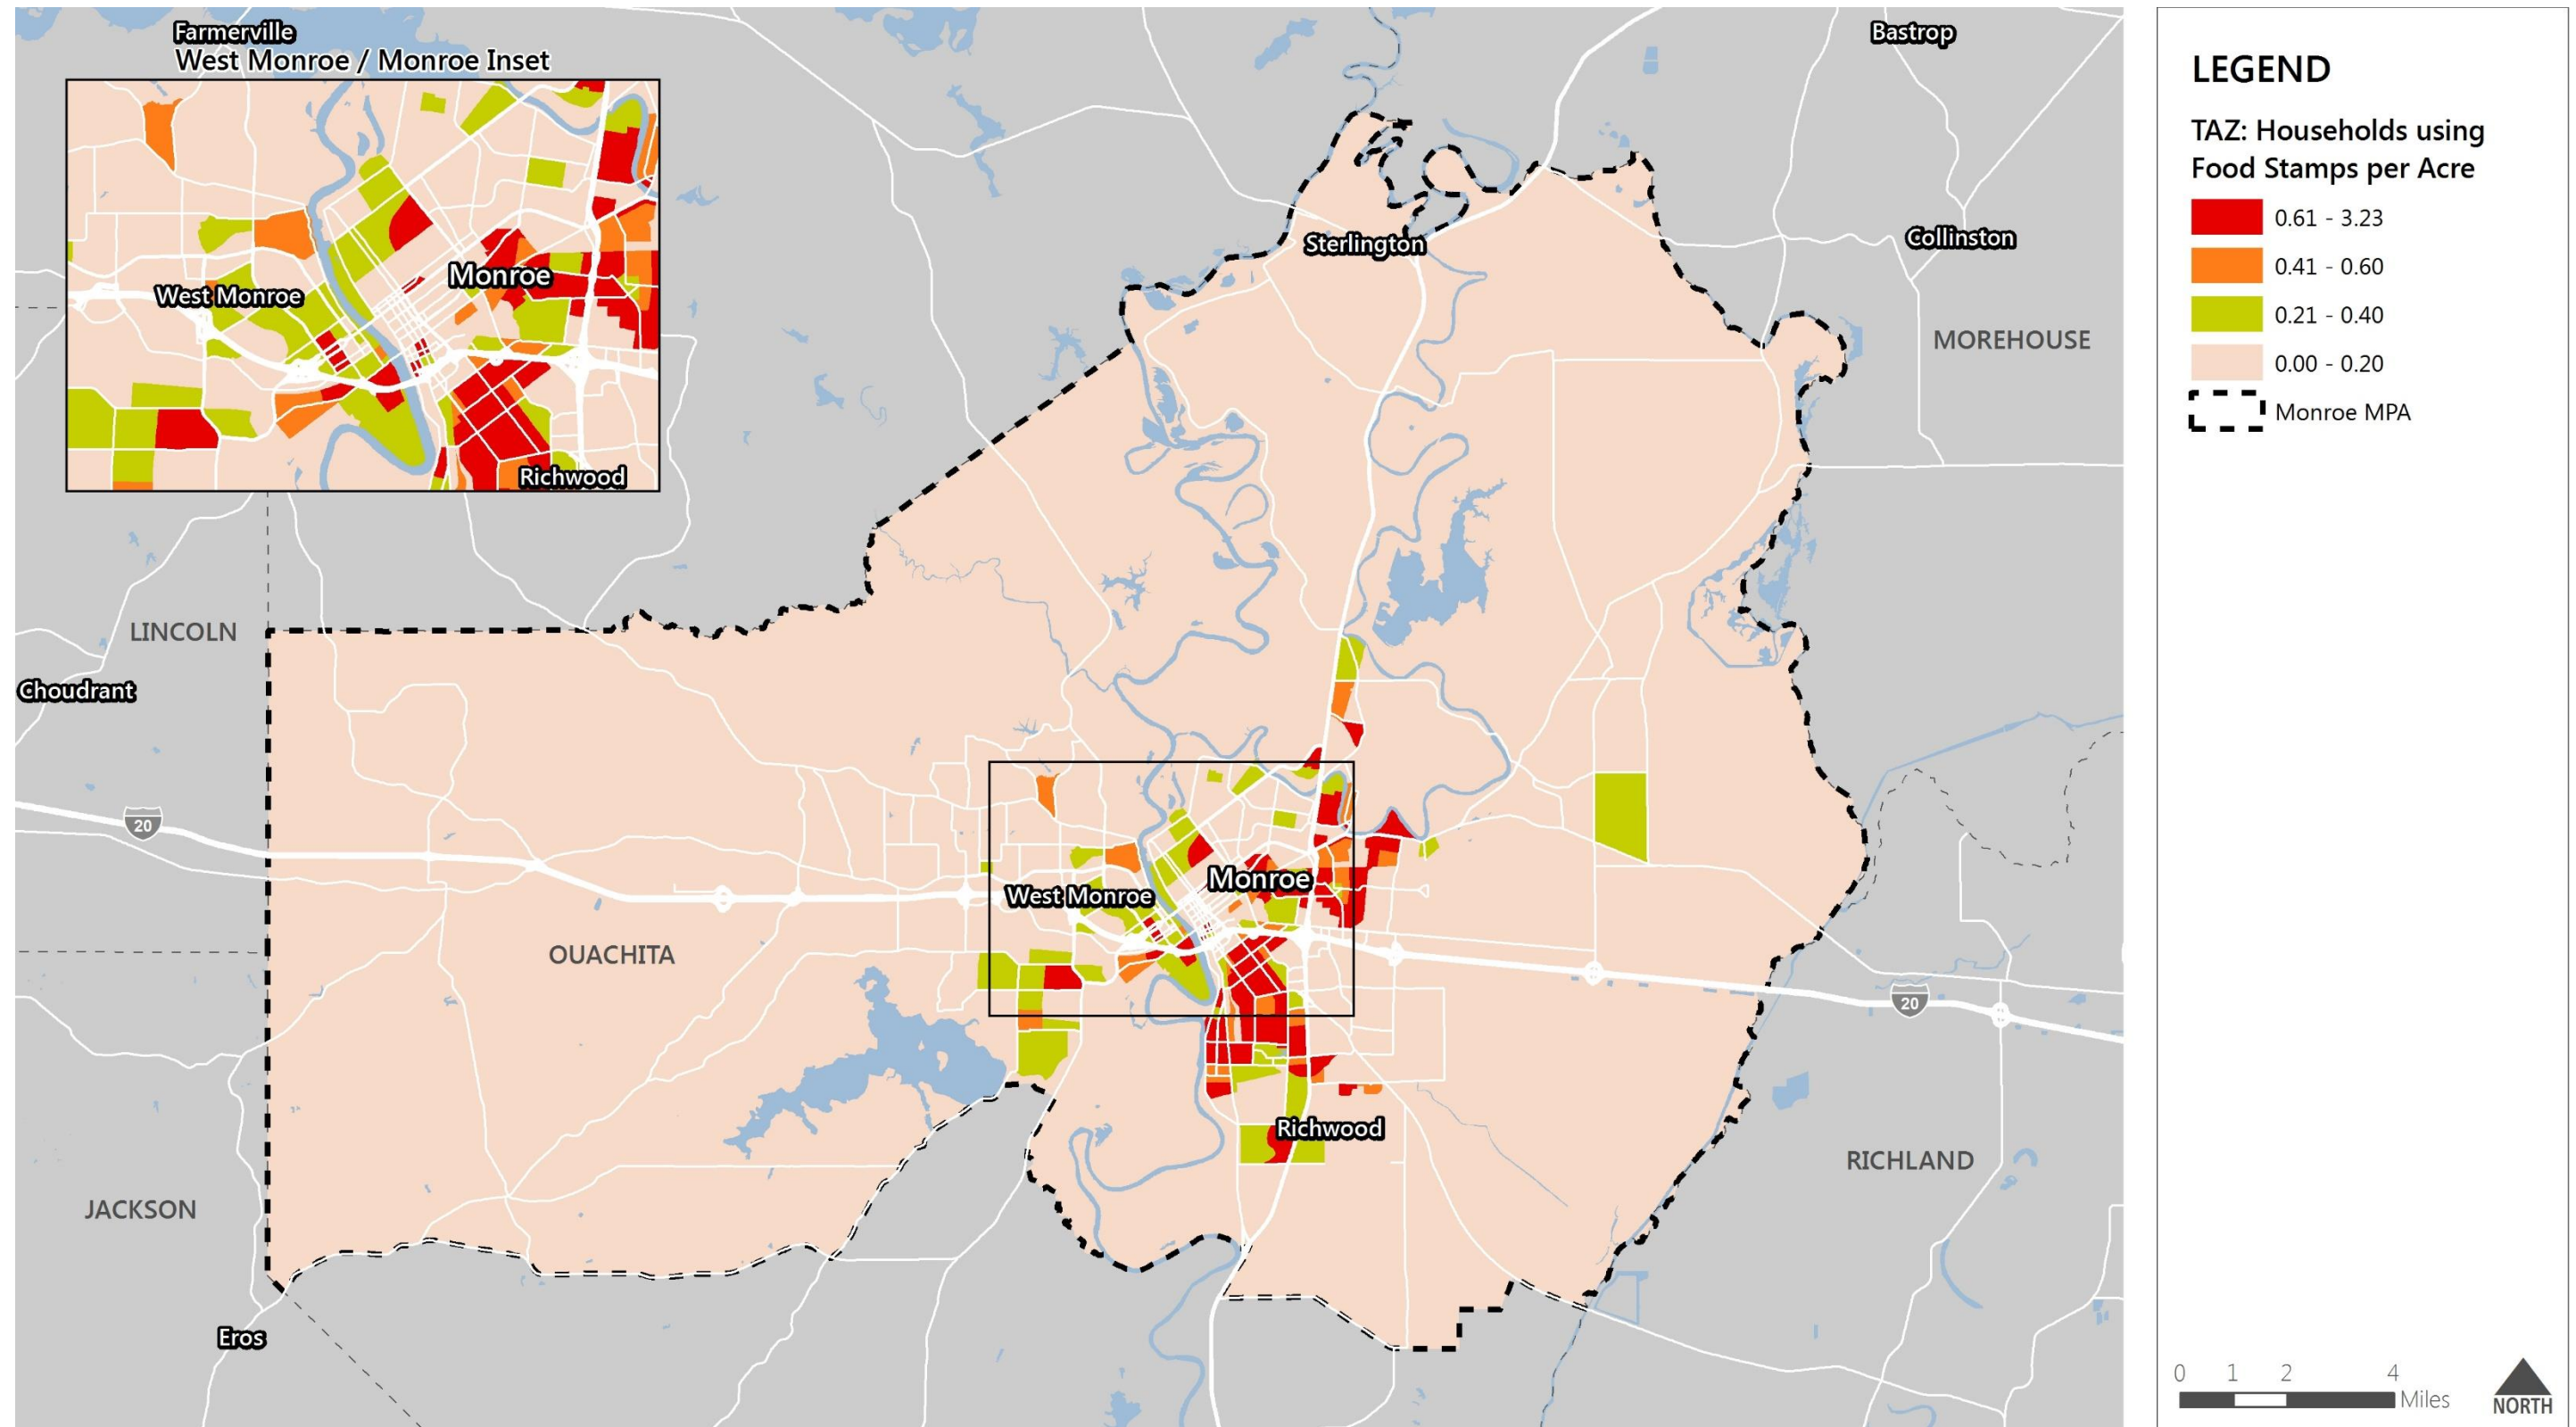 Farmerville
West Monroe / Monroe Inset
West Monroe
Monroe
Richwood
Bastrop
Sterlington
Collinston
MOREHOUSE
LINCOLN
Choudrant
20
Monroe
West Monroe
OUACHITA
20
Richwood
RICHLAND
JACKSON
Eros
LEGEND
TAZ: Households using
Food Stamps per Acre
0.61 - 3.23
0.41 - 0.60
0.21 - 0.40
0.00 - 0.20
Monroe MPA
0 1 2 4
Miles
NORTH